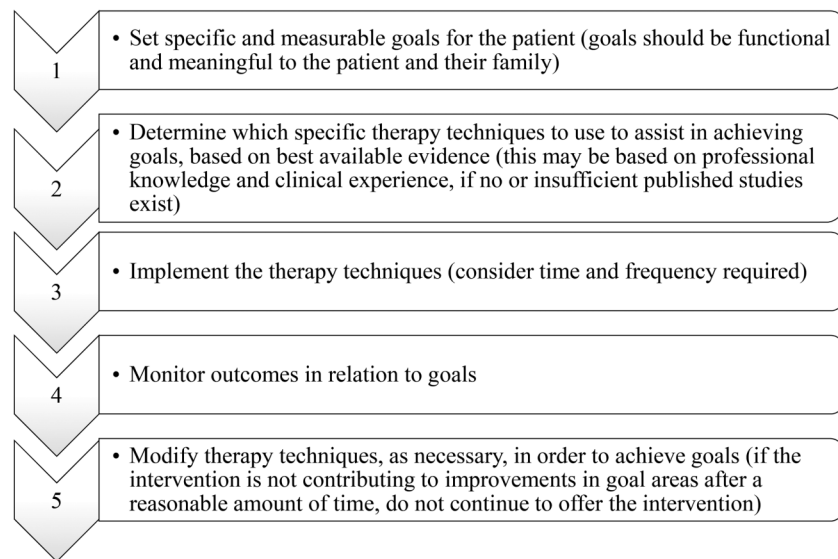 1
• Set specific and measurable goals for the patient (goals should be functional
and meaningful to the patient and their family)
2
• Determine which specific therapy techniques to use to assist in achieving
goals, based on best available evidence (this may be based on professional
knowledge and clinical experience, if no or insufficient published studies
exist)
3
• Implement the therapy techniques (consider time and frequency required)
4
• Monitor outcomes in relation to goals
5
• Modify therapy techniques, as necessary, in order to achieve goals (if the
intervention is not contributing to improvements in goal areas after a
reasonable amount of time, do not continue to offer the intervention)